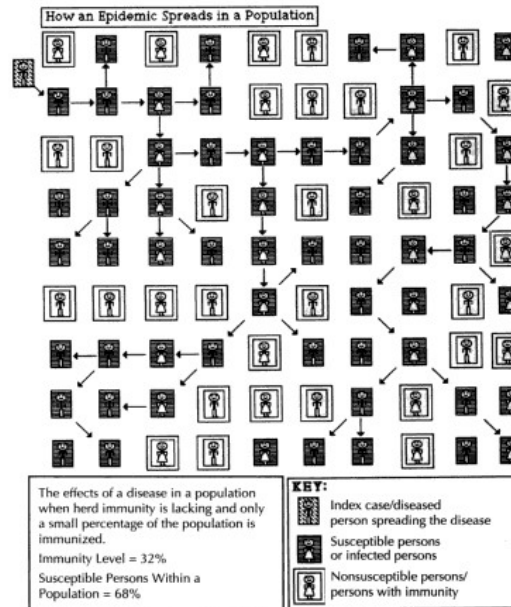 How an Epidemic Spreads in a Population
The effects of a disease in a population
when herd immunity is lacking and only
a small percentage of the population is
immunized.
Immunity Level = 32%
Susceptible Persons Within a
Population = 68%
KEY:
Index case/diseased
person spreading the disease
Susceptible persons
or infected persons
Nonsusceptible persons/
persons with immunity